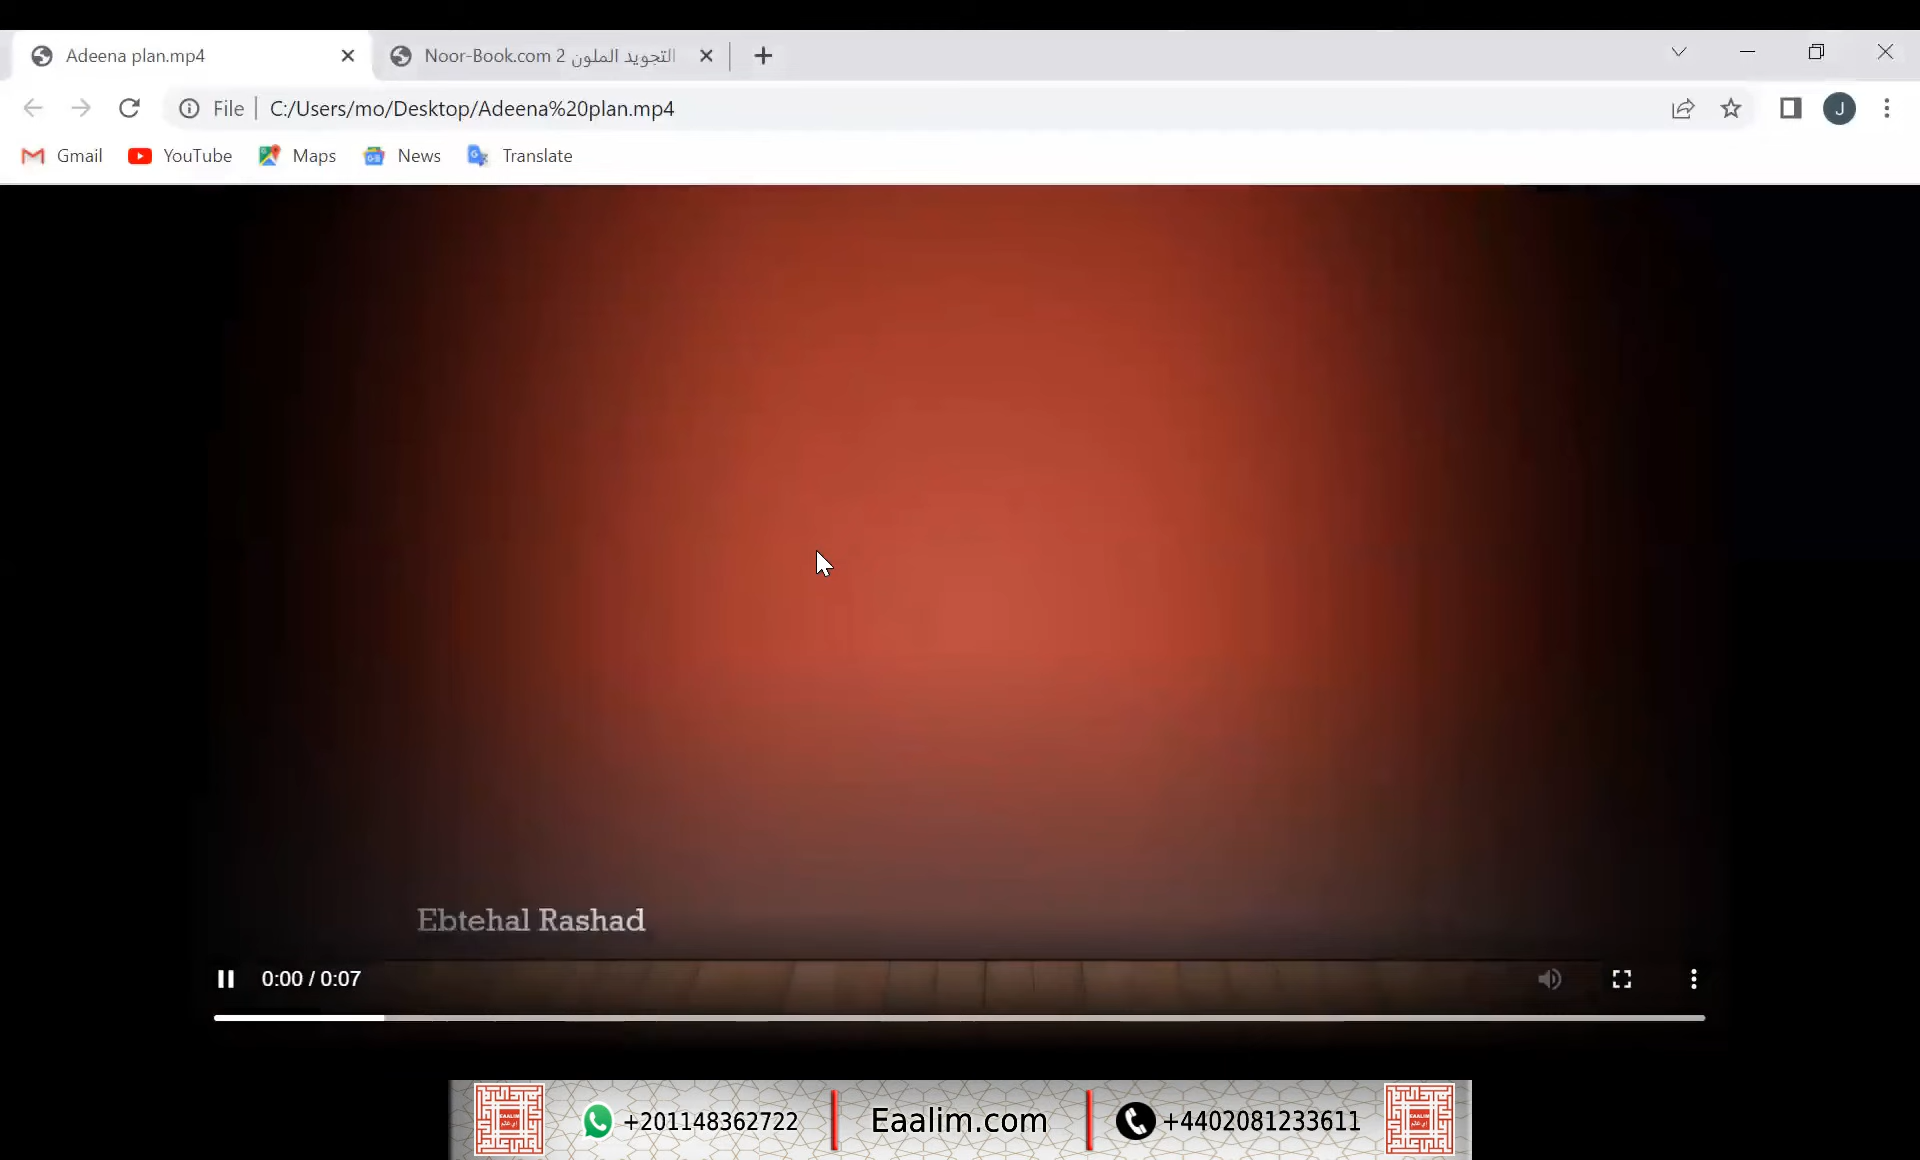 Adeena plan.mp4
Noor-Book.com 2 التجويد الملون
File
C:/Users/mo/Desktop/Adeena%20plan.mp4
J
Gmail
YouTube
Maps
News
Translate
Ebtehal Rashad
0:00 / 0:07
+201148362722
Eaalim.com
+4402081233611